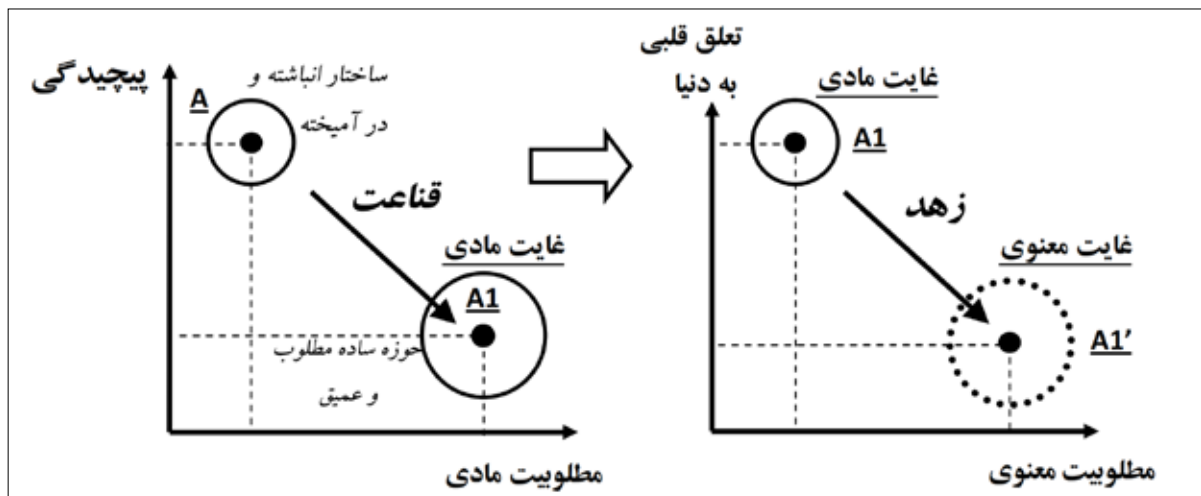 پیچیدگی
A
ساختار انباشته و
در آمیخته
قناعت
غایت مادی
A1
حوزه ساده مطلوب
و عمیق
مطلوبیت مادی
تعلق قلبی
به دنیا
غایت مادی
A1
زهد
غایت معنوی
A1’
مطلوبیت معنوی